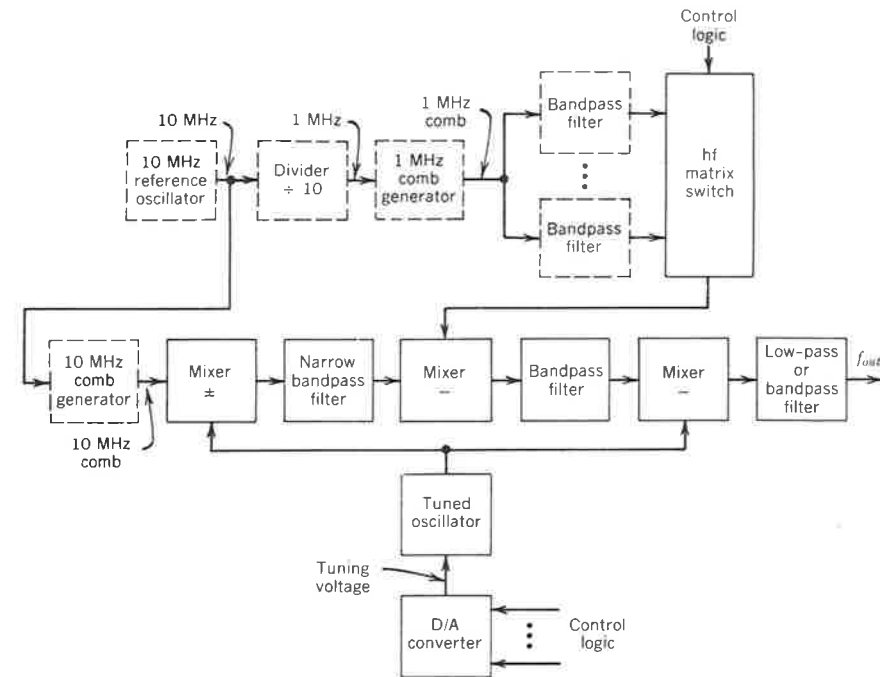 Control
logic
10 MHz
1 MHz
1 MHz
comb
Bandpass
filter
10 MHz
reference
oscillator
Divider
÷ 10
1 MHz
comb
generator
hf
matrix
switch
Bandpass
filter
10 MHz
comb
generator
Mixer
±
Narrow
bandpass
filter
Mixer
–
Bandpass
filter
Mixer
–
Low-pass
or
bandpass
filter
fout
10 MHz
comb
Tuned
oscillator
Tuning
voltage
D/A
converter
Control
logic